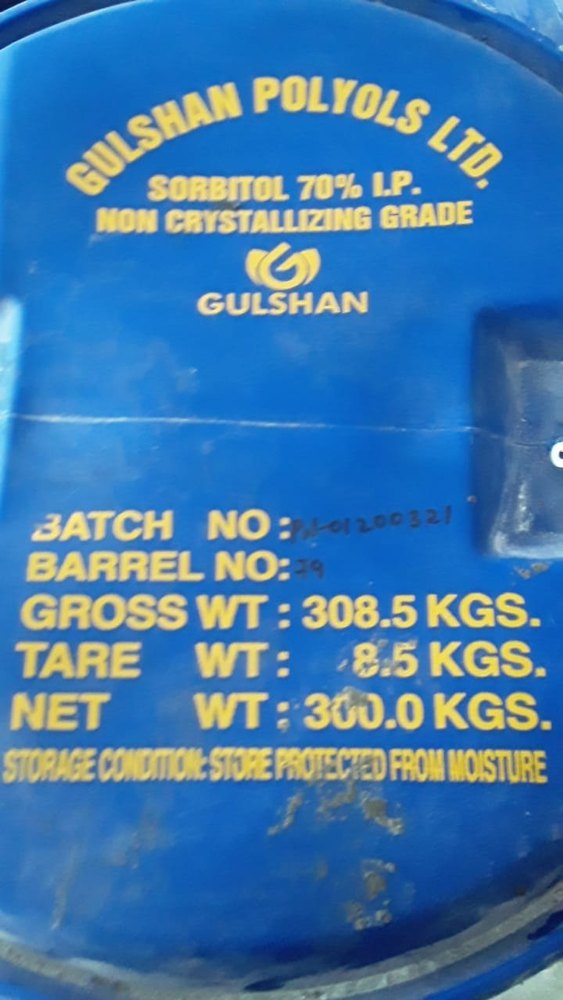 GULSHAN POLYOLS LTD.
SORBITOL 70% I.P.
NON CRYSTALLIZING GRADE
GULSHAN
BATCH NO :
BARREL NO: 79
GROSS WT : 308.5 KGS.
TARE WT : 8.5 KGS.
NET WT : 300.0 KGS.
STORAGE CONDITION: STORE PROTECTED FROM MOISTURE